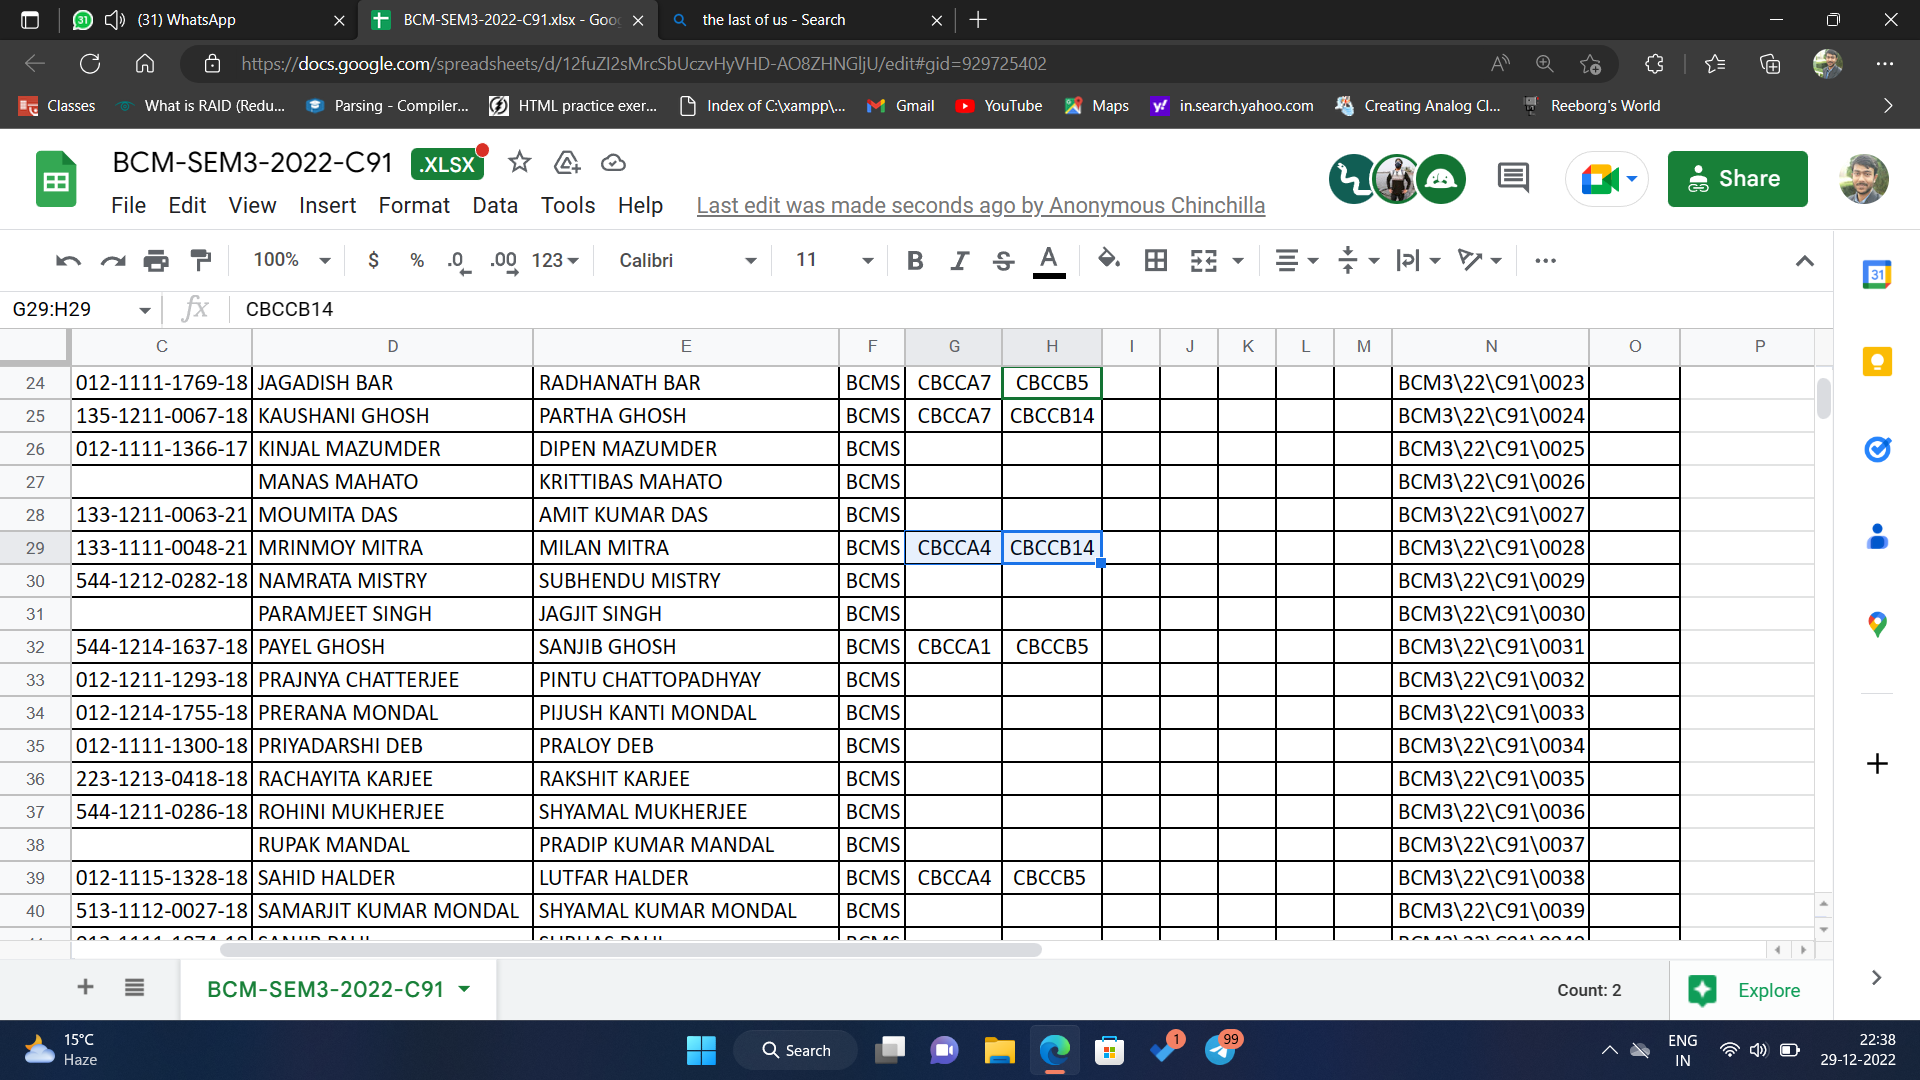 (31) WhatsApp
BCM-SEM3-2022-C91.xlsx - Goo
the last of us - Search
https://docs.google.com/spreadsheets/d/12fuZI2sMrcSbUczvHyVHD-AO8ZHNGljU/edit#gid=929725402
Classes What is RAID (Redu... Parsing - Compiler... HTML practice exer... Index of C:\xampp\... Gmail YouTube Maps in.search.yahoo.com Creating Analog Cl... Reeborg's World
BCM-SEM3-2022-C91 .XLSX
Share
File Edit View Insert Format Data Tools Help Last edit was made seconds ago by Anonymous Chinchilla
100% $ % .0 .00 123 Calibri 11 B I S A
G29:H29 fx CBCCB14
C D E F G H I J K L M N O P
24 012-1111-1769-18 JAGADISH BAR RADHANATH BAR BCMS CBCCA7 CBCCB5 BCM3\22\C91\0023
25 135-1211-0067-18 KAUSHANI GHOSH PARTHA GHOSH BCMS CBCCA7 CBCCB14 BCM3\22\C91\0024
26 012-1111-1366-17 KINJAL MAZUMDER DIPEN MAZUMDER BCMS BCM3\22\C91\0025
27 MANAS MAHATO KRITTIBAS MAHATO BCMS BCM3\22\C91\0026
28 133-1211-0063-21 MOUMITA DAS AMIT KUMAR DAS BCMS BCM3\22\C91\0027
29 133-1111-0048-21 MRINMOY MITRA MILAN MITRA BCMS CBCCA4 CBCCB14 BCM3\22\C91\0028
30 544-1212-0282-18 NAMRATA MISTRY SUBHENDU MISTRY BCMS BCM3\22\C91\0029
31 PARAMJEET SINGH JAGJIT SINGH BCMS BCM3\22\C91\0030
32 544-1214-1637-18 PAYEL GHOSH SANJIB GHOSH BCMS CBCCA1 CBCCB5 BCM3\22\C91\0031
33 012-1211-1293-18 PRAJNYA CHATTERJEE PINTU CHATTOPADHYAY BCMS BCM3\22\C91\0032
34 012-1214-1755-18 PRERANA MONDAL PIJUSH KANTI MONDAL BCMS BCM3\22\C91\0033
35 012-1111-1300-18 PRIYADARSHI DEB PRALOY DEB BCMS BCM3\22\C91\0034
36 223-1213-0418-18 RACHAYITA KARJEE RAKSHIT KARJEE BCMS BCM3\22\C91\0035
37 544-1211-0286-18 ROHINI MUKHERJEE SHYAMAL MUKHERJEE BCMS BCM3\22\C91\0036
38 RUPAK MANDAL PRADIP KUMAR MANDAL BCMS BCM3\22\C91\0037
39 012-1115-1328-18 SAHID HALDER LUTFAR HALDER BCMS CBCCA4 CBCCB5 BCM3\22\C91\0038
40 513-1112-0027-18 SAMARJIT KUMAR MONDAL SHYAMAL KUMAR MONDAL BCMS BCM3\22\C91\0039
BCM-SEM3-2022-C91
Count: 2
Explore
15°C
Haze
Search
1
99
ENG
IN
22:38
29-12-2022